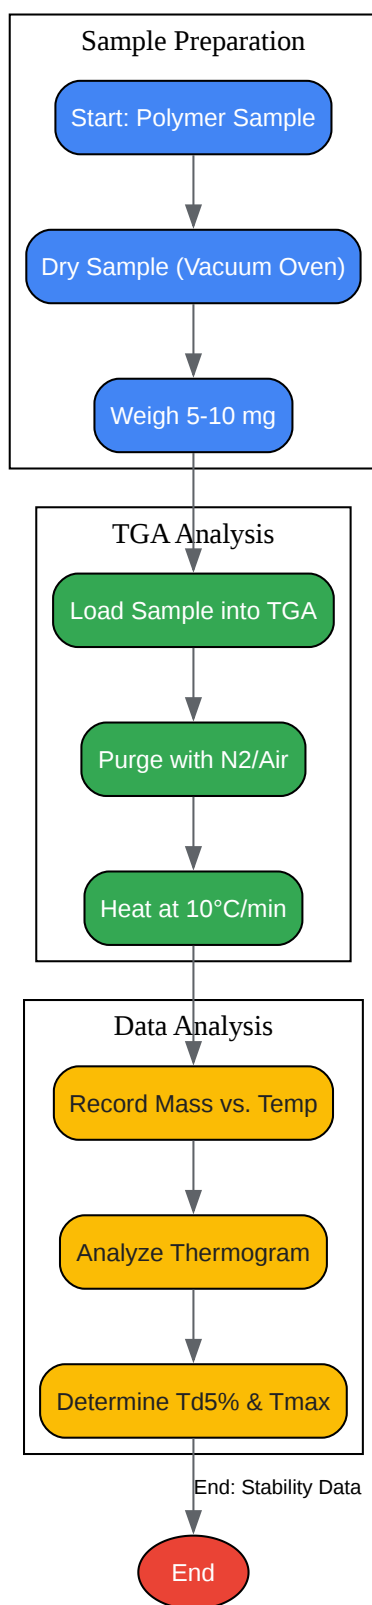 Sample Preparation
Start: Polymer Sample
Dry Sample (Vacuum Oven)
Weigh 5-10 mg
TGA Analysis
Load Sample into TGA
Purge with N2/Air
Heat at 10°C/min
Data Analysis
Record Mass vs. Temp
Analyze Thermogram
Determine Td5% & Tmax
End: Stability Data
End